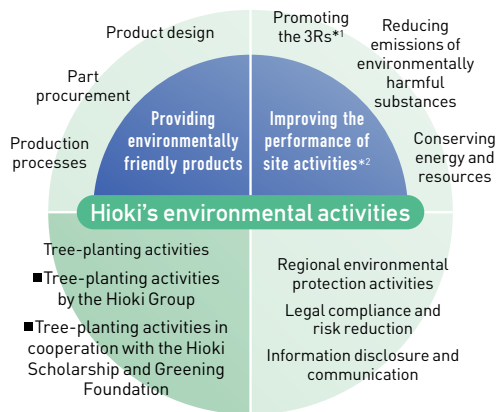 Product design
Part
procurement
Production
processes
Promoting
the 3Rs*1
Reducing
emissions of
environmentally
harmful
substances
Conserving
energy and
resources
Providing
environmentally
friendly products
Improving the
performance of
site activities*2
Hioki's environmental activities
Tree-planting activities
■Tree-planting activities
by the Hioki Group
■Tree-planting activities in
cooperation with the Hioki
Scholarship and Greening
Foundation
Regional environmental
protection activities
Legal compliance and
risk reduction
Information disclosure and
communication